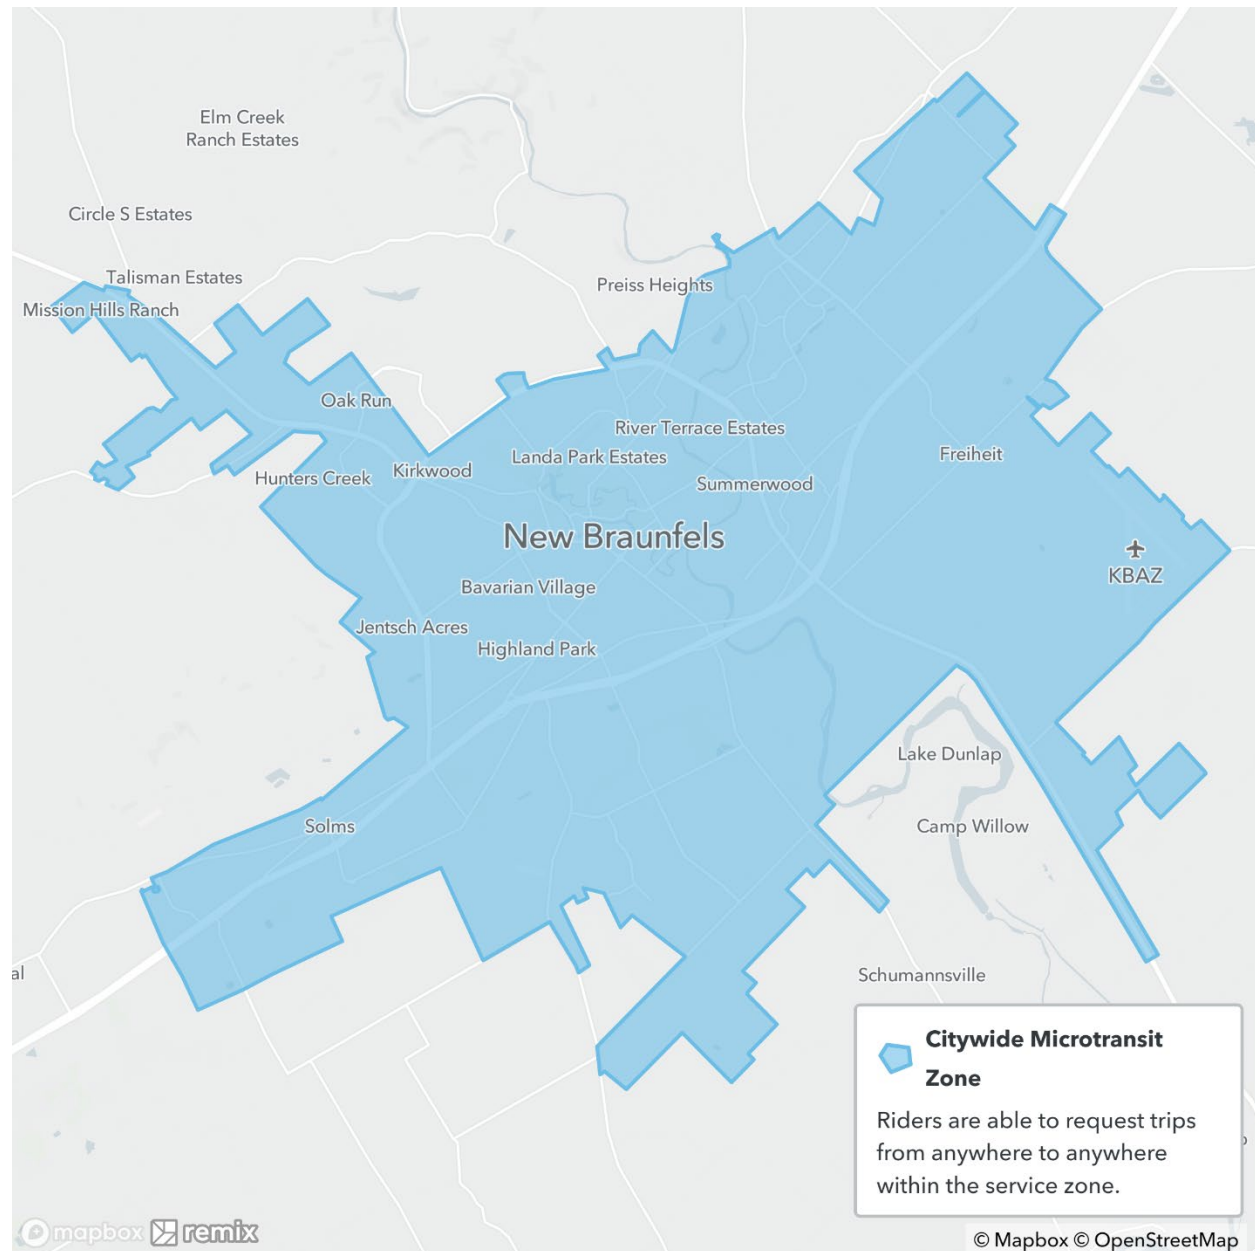 Elm Creek
Ranch Estates
Circle S Estates
Talisman Estates
Mission Hills Ranch
Preiss Heights
Oak Run
River Terrace Estates
Landa Park Estates
Freiheit
Kirkwood
Hunters Creek
Summerwood
New Braunfels
KBAZ
Bavarian Village
Jentsch Acres
Highland Park
Lake Dunlap
Solms
Camp Willow
al
Schumannsville
Citywide Microtransit
Zone
Riders are able to request trips
from anywhere to anywhere
within the service zone.
mapbox remix
© Mapbox © OpenStreetMap